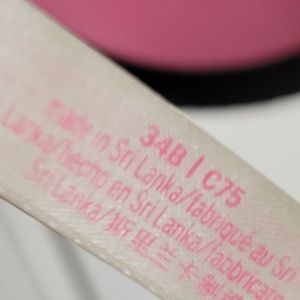 34B | C75
made in Sri Lanka/fabriqué au Sri
Lanka/hecho en Sri Lanka/fabbricato
Sri Lanka/斯里兰卡制